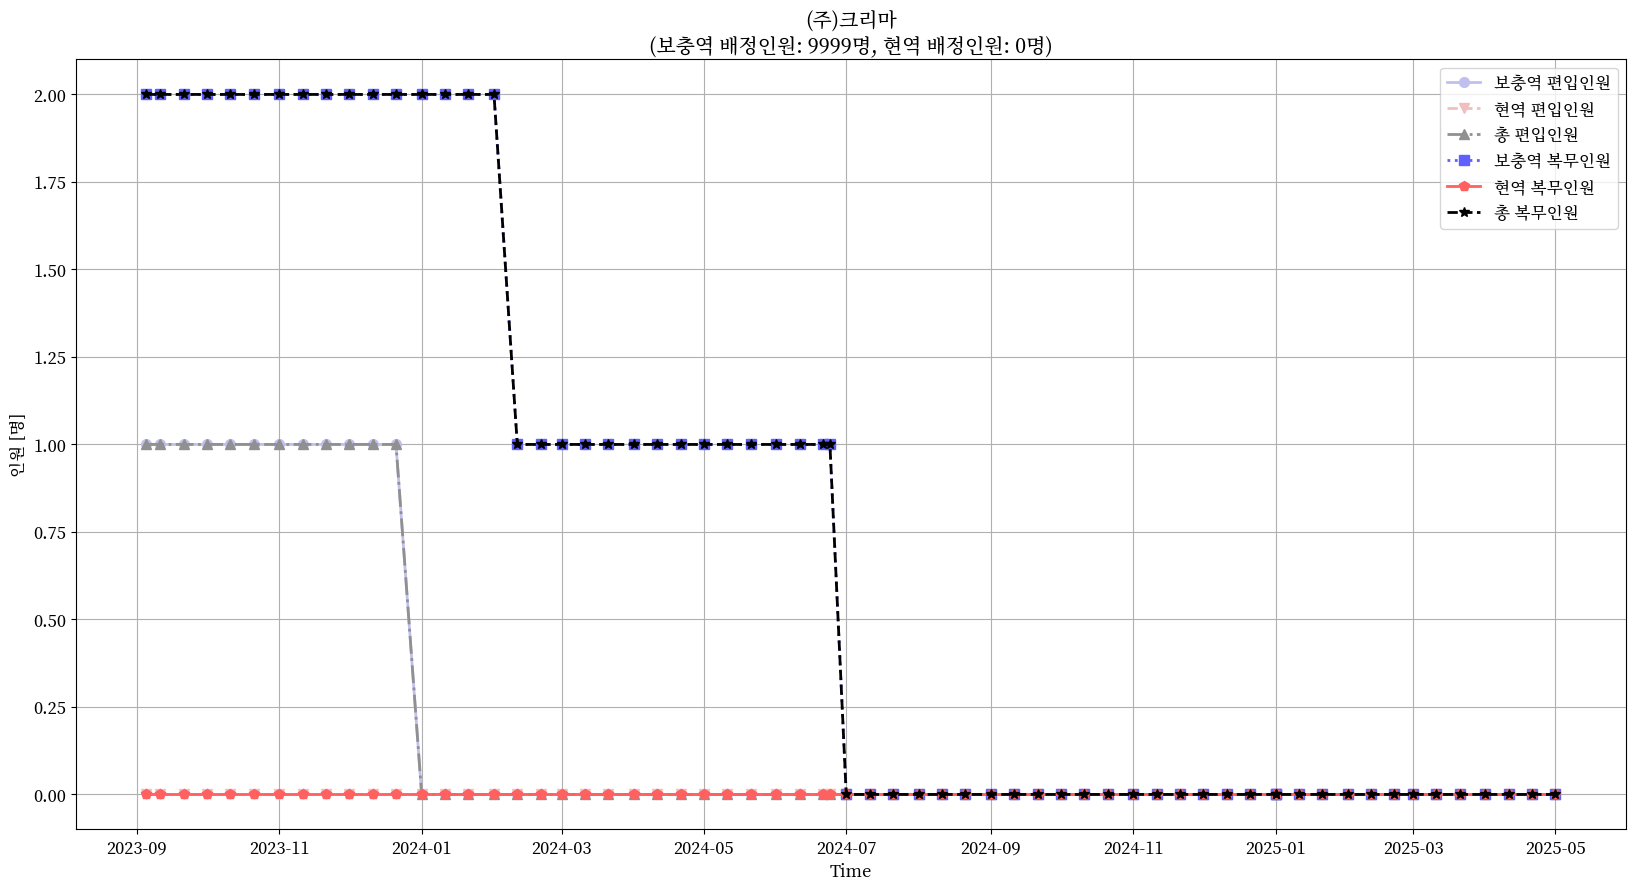 (주)크리마
(보충역 배정인원: 9999명, 현역 배정인원: 0명)
보충역 편입인원
현역 편입인원
총 편입인원
보충역 복무인원
현역 복무인원
총 복무인원
인원 [명]
2.00
1.75
1.50
1.25
1.00
0.75
0.50
0.25
0.00
2023-09
2023-11
2024-01
2024-03
2024-05
2024-07
2024-09
2024-11
2025-01
2025-03
2025-05
Time